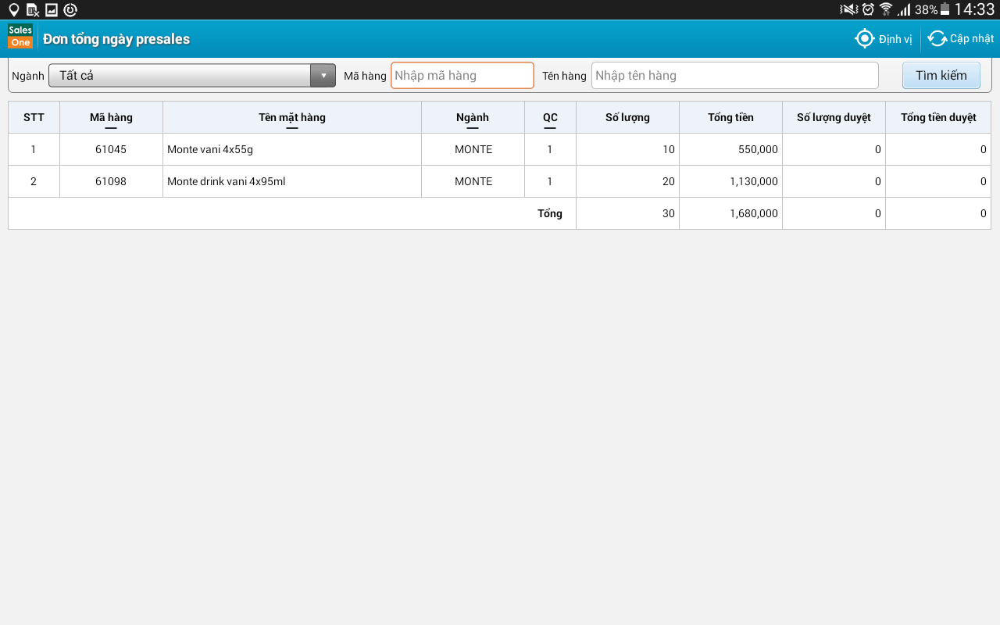 38% 14:33
Sales One Đơn tổng ngày presales Định vị Cập nhật
Ngành Tất cả Mã hàng Nhập mã hàng Tên hàng Nhập tên hàng Tìm kiếm
STT Mã hàng Tên mặt hàng Ngành QC Số lượng Tổng tiền Số lượng duyệt Tổng tiền duyệt
1 61045 Monte vani 4x55g MONTE 1 10 550,000 0 0
2 61098 Monte drink vani 4x95ml MONTE 1 20 1,130,000 0 0
Tổng 30 1,680,000 0 0